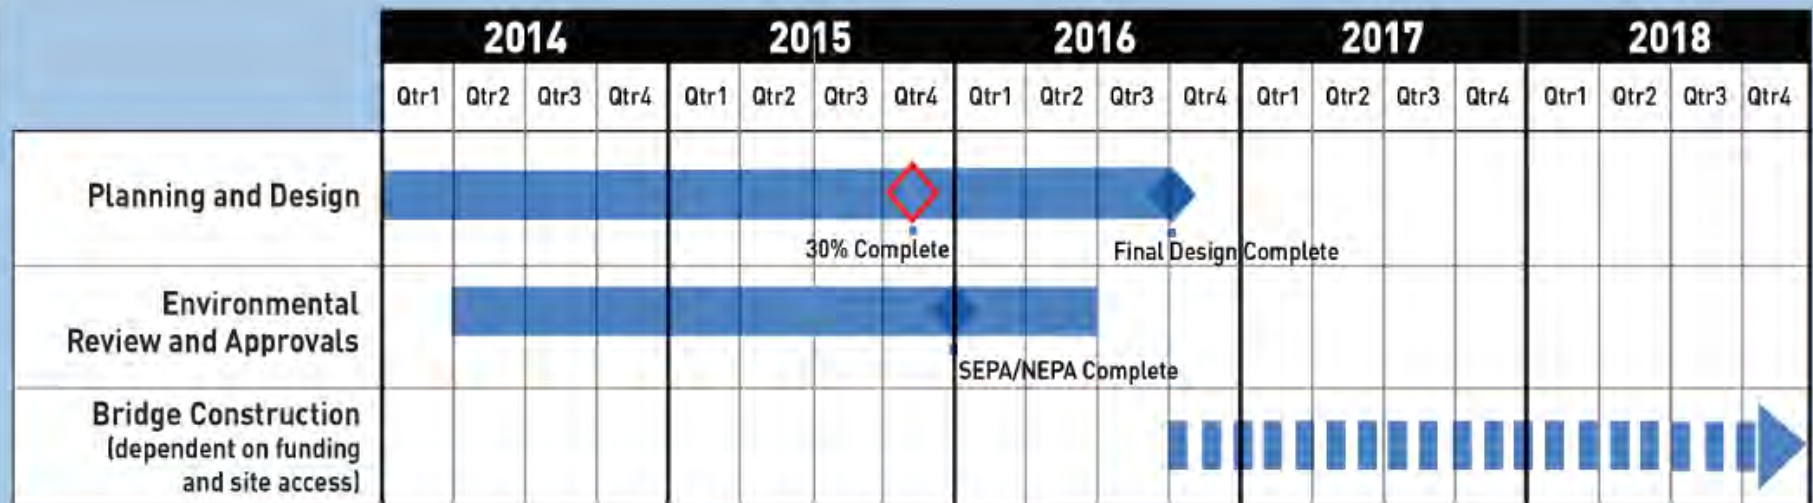 2014 2015 2016 2017 2018
Qtr1 Qtr2 Qtr3 Qtr4 Qtr1 Qtr2 Qtr3 Qtr4 Qtr1 Qtr2 Qtr3 Qtr4 Qtr1 Qtr2 Qtr3 Qtr4 Qtr1 Qtr2 Qtr3 Qtr4
Planning and Design
30% Complete
Final Design Complete
Environmental
Review and Approvals
SEPA/NEPA Complete
Bridge Construction
(dependent on funding
and site access)